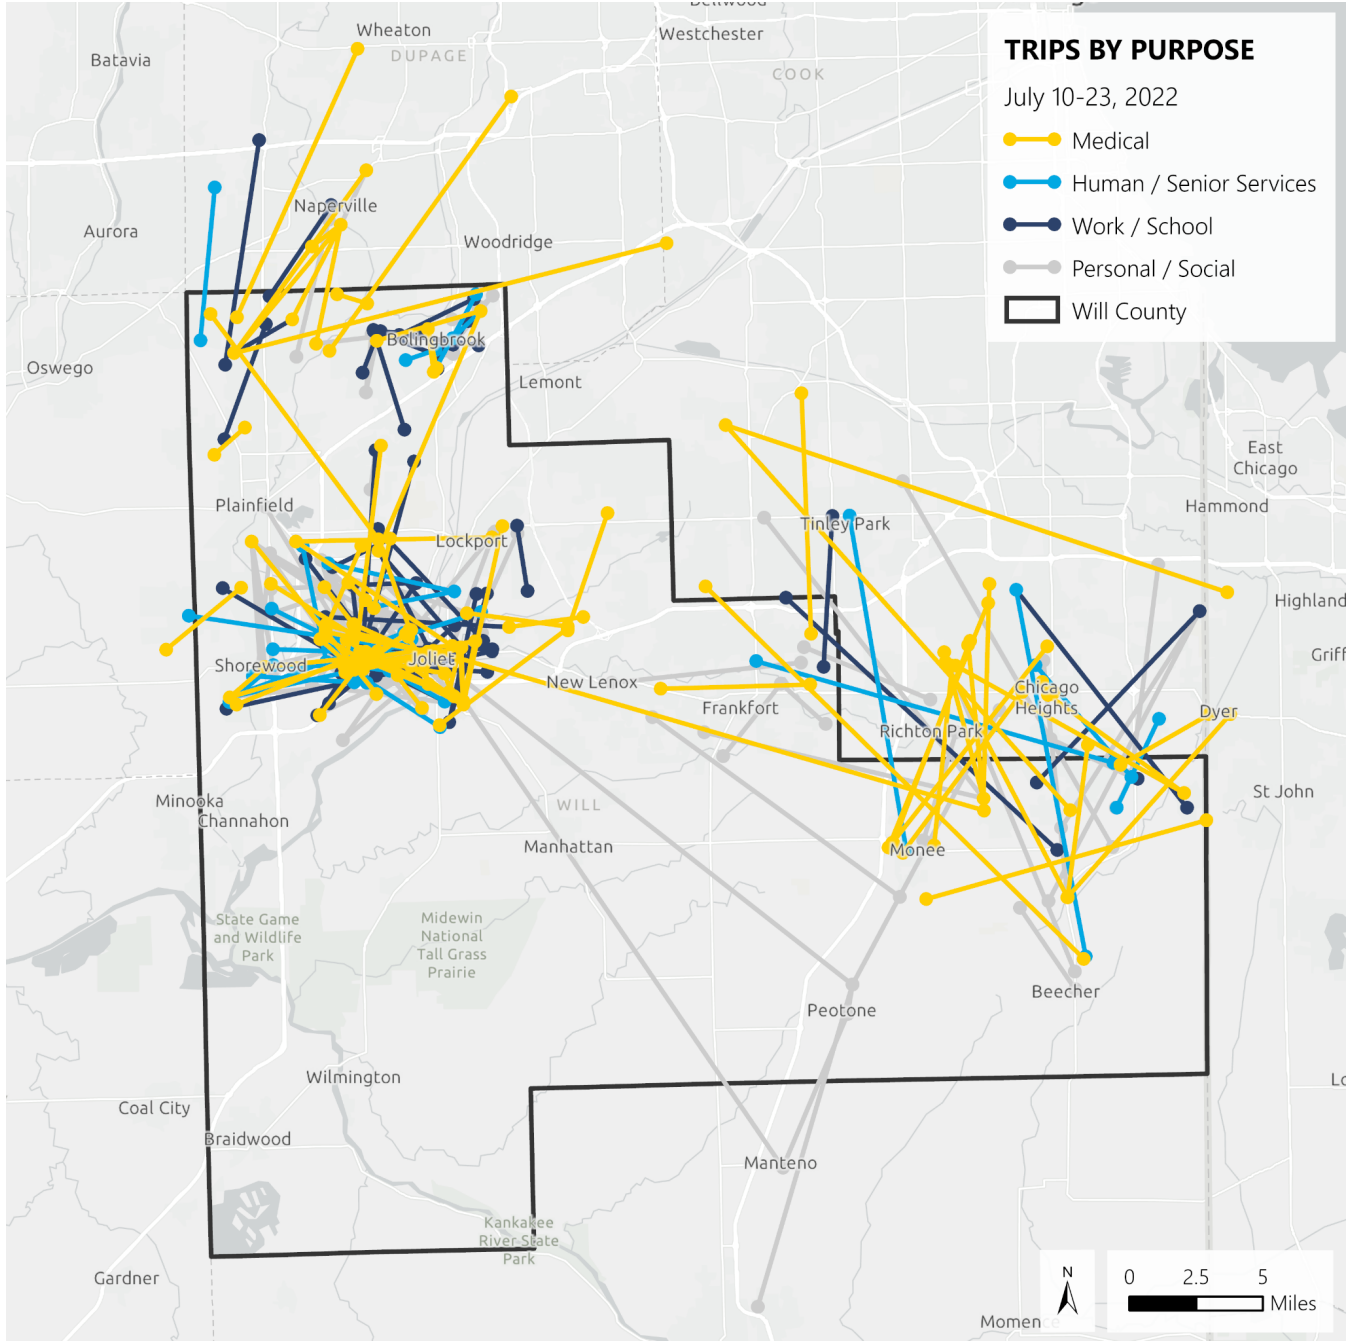 Bellwood
Wheaton
Westchester
DUPAGE
Batavia
COOK
TRIPS BY PURPOSE
July 10-23, 2022
Medical
Human / Senior Services
Work / School
Personal / Social
Will County
Naperville
Aurora
Woodridge
Bolingbrook
Oswego
Lemont
East
Chicago
Hammond
Plainfield
Tinley Park
Lockport
Highland
Griff
Shorewood
Joliet
New Lenox
Chicago
Heights
Frankfort
Dyer
Richton Park
St John
Minooka
Channahon
WILL
Manhattan
Monee
State Game
and Wildlife
Park
Midewin
National
Tall Grass
Prairie
Beecher
Peotone
Wilmington
Lo
Coal City
Braidwood
Manteno
Kankakee
River State
Park
Gardner
N
0 2.5 5
Miles
Momence